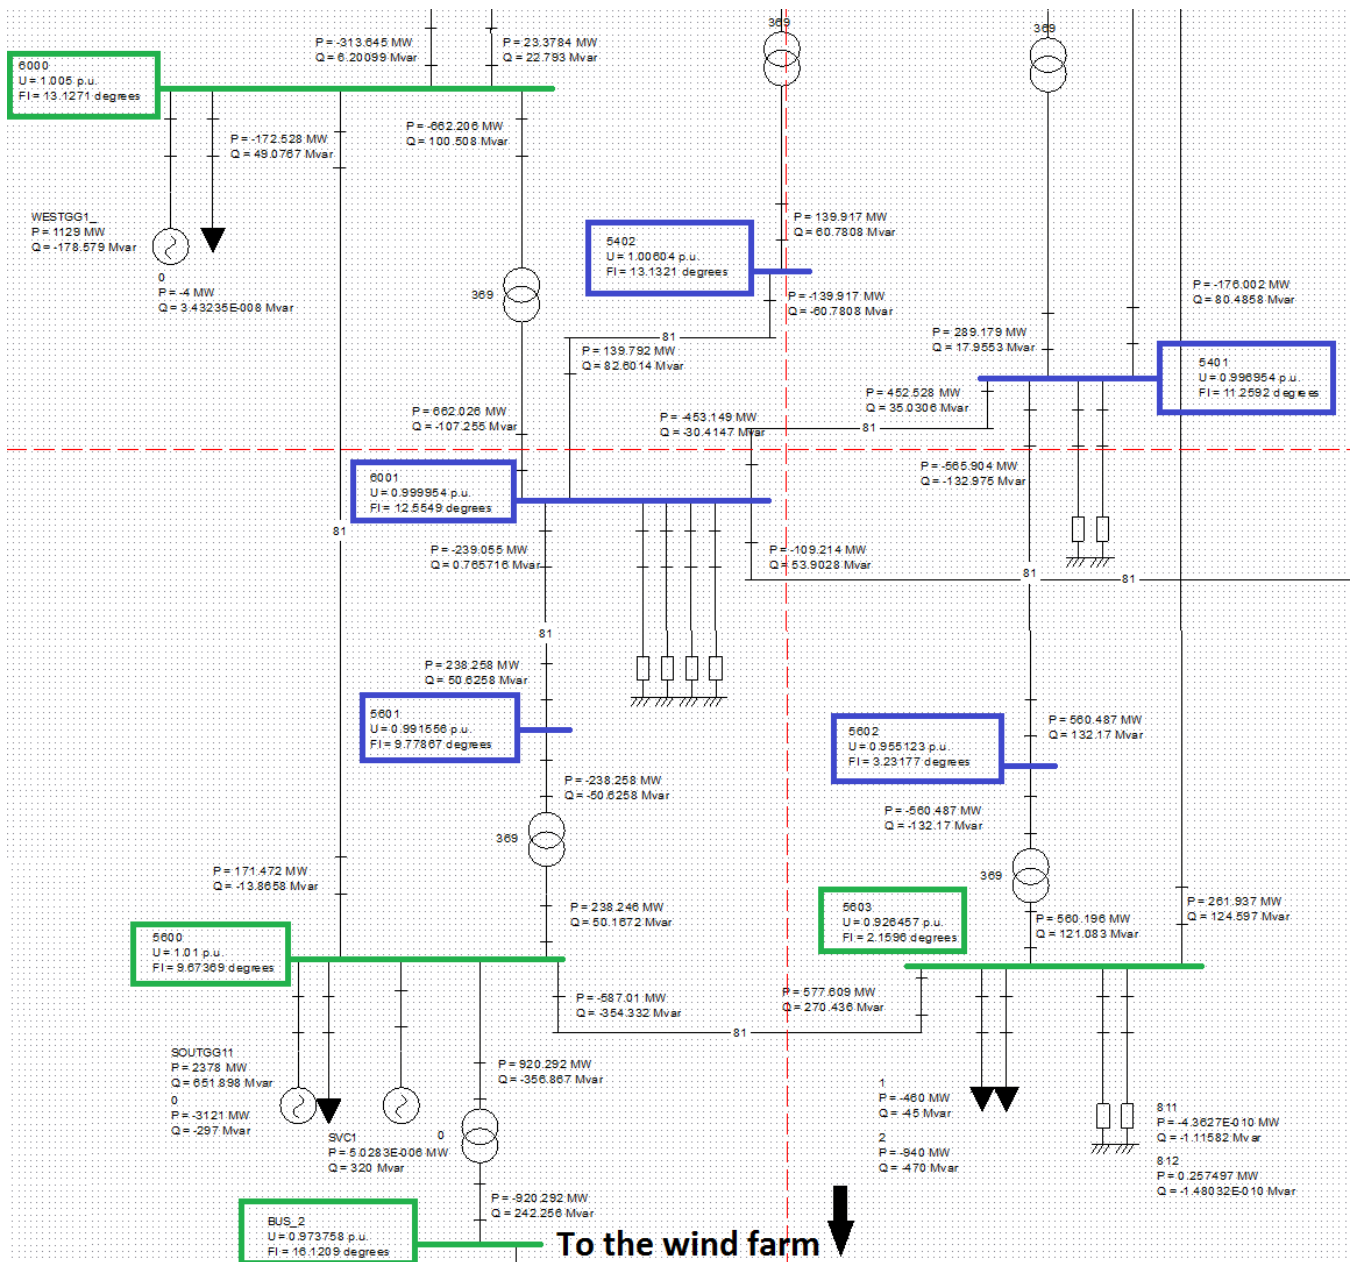 369
369
P = -313.645 MW
Q = 6.20099 Mvar
P = 23.3784 MW
Q = 22.793 Mvar
6000
U = 1.005 p.u.
FI = 13.1271 degrees
P = -172.528 MW
Q = 49.0767 Mvar
P = -662.206 MW
Q = 100.508 Mvar
WESTGG1_
P = 1129 MW
Q = -178.579 Mvar
0
P = -4 MW
Q = 3.43235E-008 Mvar
369
5402
U = 1.00604 p.u.
FI = 13.1321 degrees
P = 139.917 MW
Q = 60.7808 Mvar
P = -139.917 MW
Q = -60.7808 Mvar
81
P = 139.792 MW
Q = 82.6014 Mvar
P = -176.002 MW
Q = 80.4858 Mvar
P = 289.179 MW
Q = 17.9553 Mvar
5401
U = 0.996954 p.u.
FI = 11.2592 degrees
P = 452.528 MW
Q = 35.0306 Mvar
81
P = 662.026 MW
Q = -107.255 Mvar
P = -453.149 MW
Q = -30.4147 Mvar
P = -565.904 MW
Q = -132.975 Mvar
6001
U = 0.999954 p.u.
FI = 12.5549 degrees
81
P = -239.055 MW
Q = 0.765716 Mvar
P = -109.214 MW
Q = 53.9028 Mvar
81
81
81
P = 238.258 MW
Q = 50.6258 Mvar
5601
U = 0.991556 p.u.
FI = 9.77867 degrees
P = -238.258 MW
Q = -50.6258 Mvar
369
5602
U = 0.955123 p.u.
FI = 3.23177 degrees
P = 560.487 MW
Q = 132.17 Mvar
P = -560.487 MW
Q = -132.17 Mvar
369
P = 171.472 MW
Q = -13.8658 Mvar
P = 238.246 MW
Q = 50.1672 Mvar
5603
U = 0.926457 p.u.
FI = 2.1596 degrees
P = 560.196 MW
Q = 121.083 Mvar
P = 261.937 MW
Q = 124.597 Mvar
5600
U = 1.01 p.u.
FI = 9.67369 degrees
P = -587.01 MW
Q = -354.332 Mvar
P = 577.609 MW
Q = 270.436 Mvar
81
SOUTGG11
P = 2378 MW
Q = 651.898 Mvar
0
P = -3121 MW
Q = -297 Mvar
P = 920.292 MW
Q = -356.867 Mvar
SVC1
P = 5.0283E-006 MW
Q = 320 Mvar
0
1
P = -460 MW
Q = -45 Mvar
2
P = -940 MW
Q = -470 Mvar
811
P = -4.3627E-010 MW
Q = -1.11582 Mvar
812
P = 0.257497 MW
Q = -1.48032E-010 Mvar
P = -920.292 MW
Q = 242.256 Mvar
BUS_2
U = 0.973758 p.u.
FI = 16.1209 degrees
To the wind farm